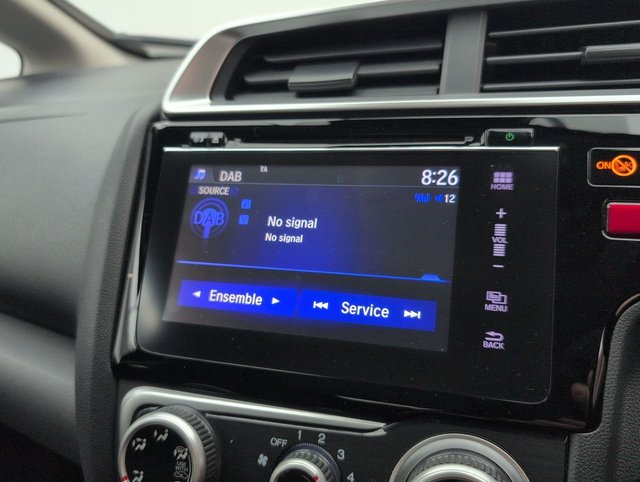 DAB
TA
8:26
SOURCE
12
DAB
No signal
No signal
Ensemble
Service
HOME
+
VOL
−
MENU
BACK
ON
OFF
1
2
3
4